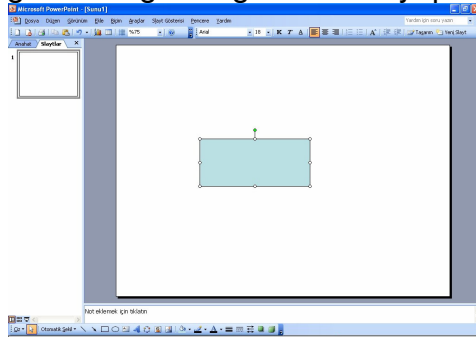 Microsoft PowerPoint - [Sunu1]
Dosya Düzen Görünüm Ekle Biçim Araçlar Slayt Gösterisi Pencere Yardım
Yardım için soru yazın
%75
Arial
18
K T A
Tasarım
Yeni Slayt
Anahat
Slaytlar
1
Not eklemek için tıklatın
Çiz
Otomatik Şekil